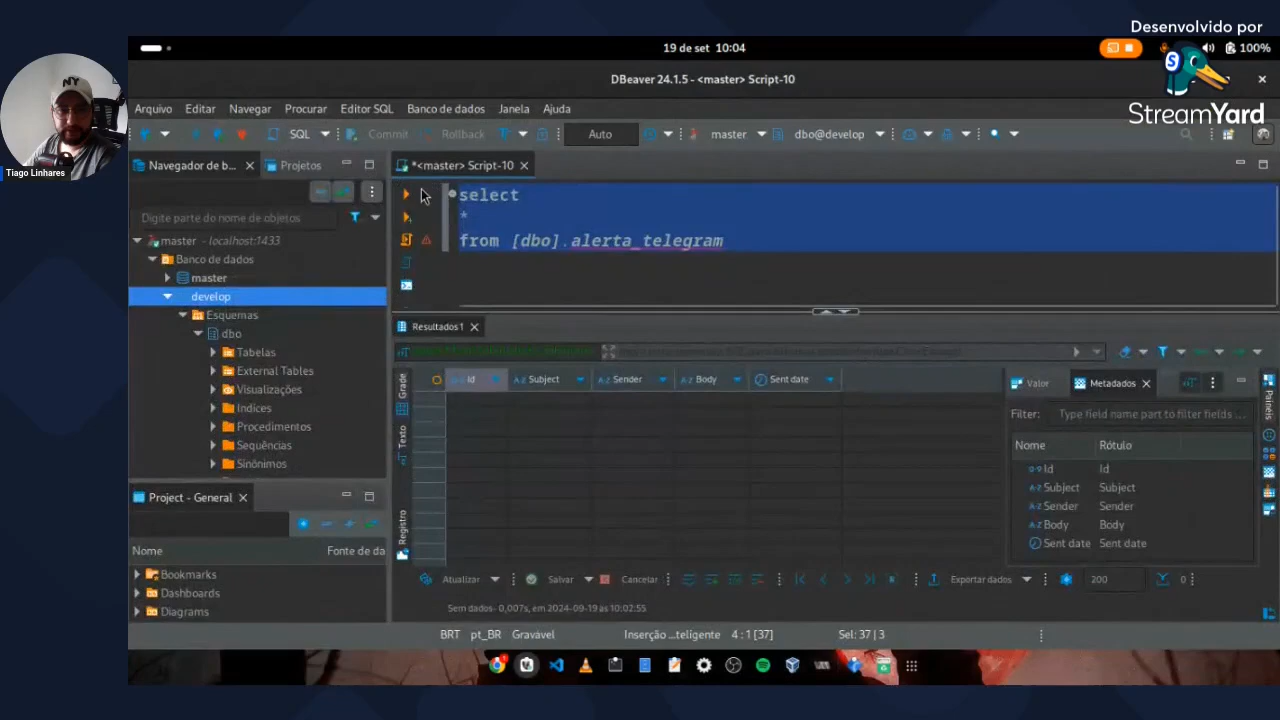 Desenvolvido por
StreamYard
Tiago Linhares
19 de set 10:04
100%
DBeaver 24.1.5 - <master> Script-10
Arquivo Editar Navegar Procurar Editor SQL Banco de dados Janela Ajuda
SQL Commit Rollback Auto master dbo@develop
Navegador de b... Projetos
*<master> Script-10
Digite parte do nome de objetos
master - localhost:1433
Banco de dados
master
develop
Esquemas
dbo
Tabelas
External Tables
Visualizações
Indices
Procedimentos
Sequências
Sinônimos
select
*
from [dbo].alerta_telegram
Resultados1
Grade
Texto
Registro
Id Subject Sender Body Sent date
Valor Metadados
Painéis
Filter: Type field name part to filter fields ...
Nome Rótulo
Id Id
Subject Subject
Sender Sender
Body Body
Sent date Sent date
Project - General
Nome Fonte de da
Bookmarks
Dashboards
Diagrams
Atualizar Salvar Cancelar Exportar dados 200 0
Sem dados - 0,007s, em 2024-09-19 às 10:02:55
BRT pt_BR Gravável Inserção ...teligente 4 : 1 [37] Sel: 37 | 3